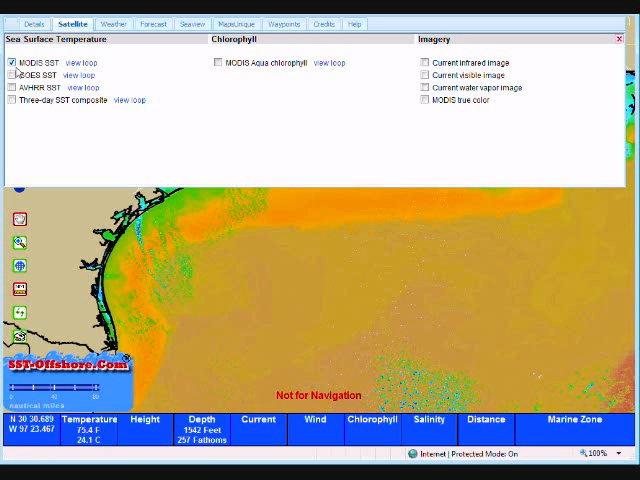 Details Satellite Weather Forecast Seaview MapsUnique Waypoints Credits Help
Sea Surface Temperature Chlorophyll Imagery
MODIS SST view loop MODIS Aqua chlorophyll view loop Current infrared image
GOES SST view loop Current visible image
AVHRR SST view loop Current water vapor image
Three-day SST composite view loop MODIS true color
SST-Offshore.Com
0 40 80
nautical miles
Not for Navigation
N 30 30.689 Temperature Height Depth Current Wind Chlorophyll Salinity Distance Marine Zone
W 97 23.467 75.4 F 1542 Feet
24.1 C 257 Fathoms
Internet | Protected Mode: On 100%